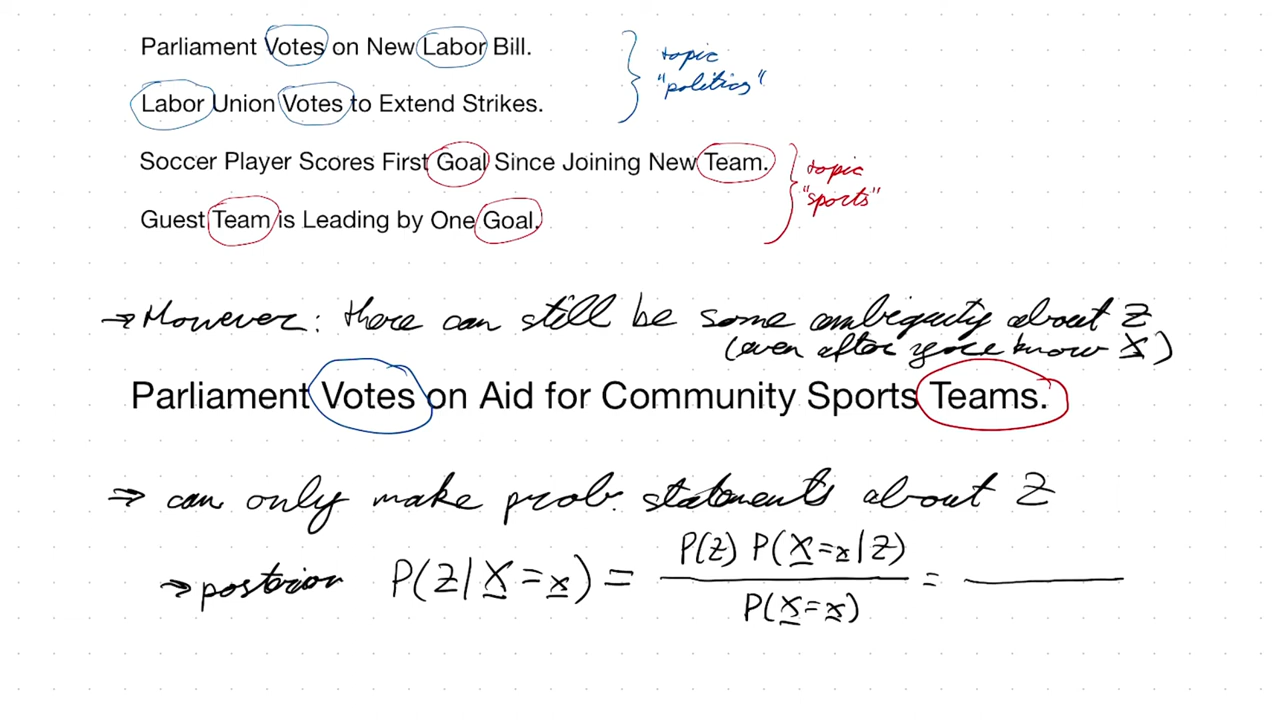 Parliament Votes on New Labor Bill.
topic
"politics"
Labor Union Votes to Extend Strikes.
Soccer Player Scores First Goal Since Joining New Team.
topic
"sports"
Guest Team is Leading by One Goal.
→ However: there can still be some ambiguity about Z
(even after you know X)
Parliament Votes on Aid for Community Sports Teams.
⇒ can only make prob. statements about Z
→ posterior P(Z|X=x) = P(Z) P(X=x|Z) =
P(X=x)